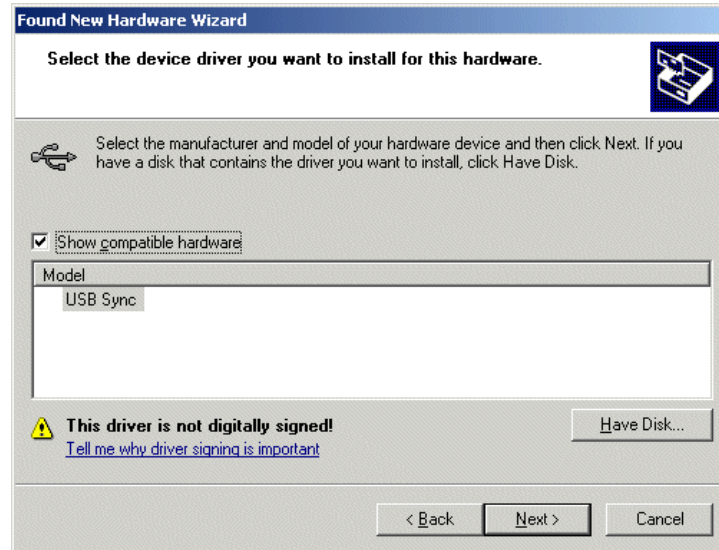 Found New Hardware Wizard
Select the device driver you want to install for this hardware.
Select the manufacturer and model of your hardware device and then click Next. If you
have a disk that contains the driver you want to install, click Have Disk.
Show compatible hardware
Model
USB Sync
This driver is not digitally signed!
Have Disk...
Tell me why driver signing is important
< Back
Next >
Cancel